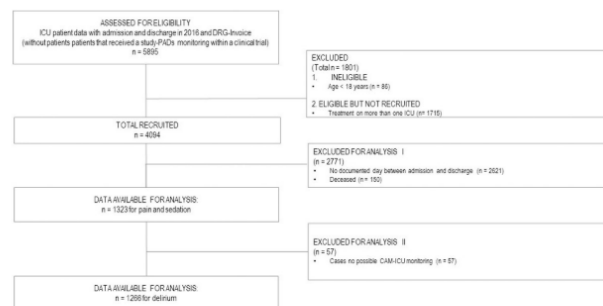 ASSESSED FOR ELIGIBILITY
ICU patient data with admission and discharge in 2016 and DRG-Invoice
(without patients patients that received a study-PADs monitoring within a clinical trial)
n = 5895
EXCLUDED
(Total n = 1801)
1. INELIGIBLE
• Age < 18 years (n = 86)
2. ELIGIBLE BUT NOT RECRUITED
• Treatment on more than one ICU (n= 1715)
TOTAL RECRUITED
n = 4094
EXCLUDED FOR ANALYSIS I
(n = 2771)
• No documented day between admission and discharge (n = 2621)
• Deceased (n = 150)
DATA AVAILABLE FOR ANALYSIS:
n = 1323 for pain and sedation
EXCLUDED FOR ANALYSIS II
(n = 57)
• Cases no possible CAM-ICU monitoring (n = 57)
DATA AVAILABLE FOR ANALYSIS:
n = 1266 for delirium